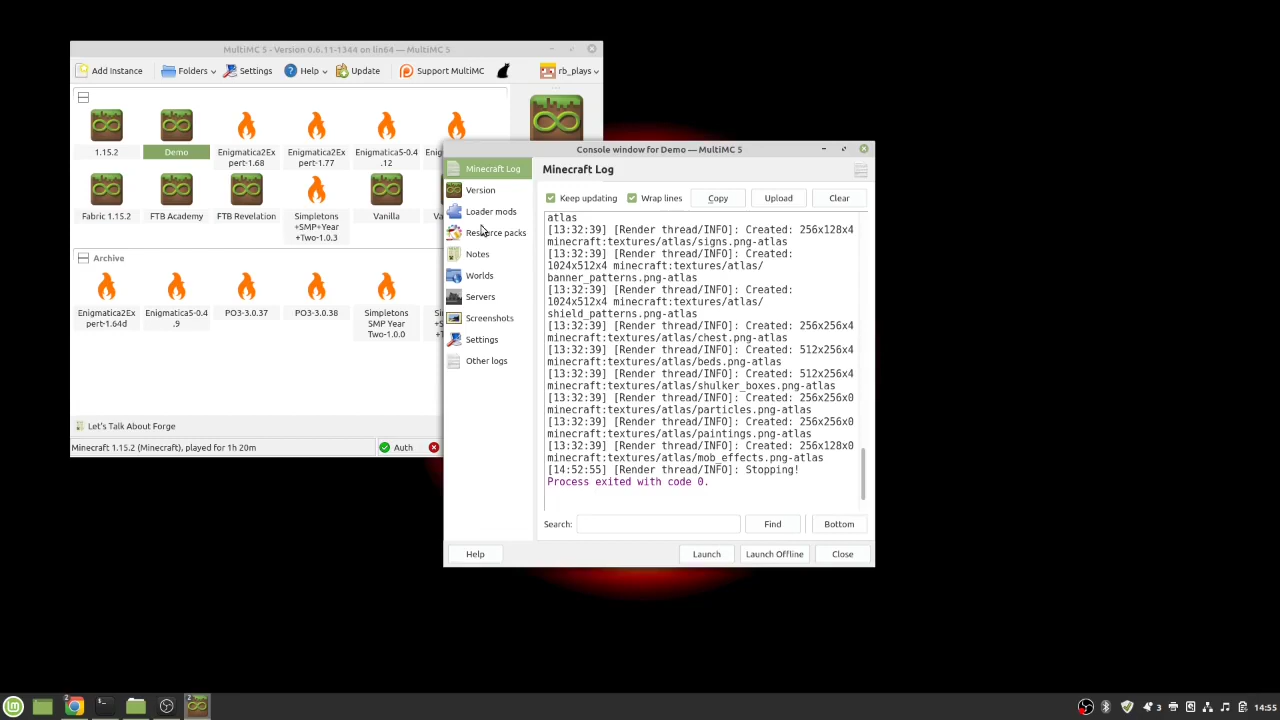 MultiMC 5 - Version 0.6.11-1344 on lin64 — MultiMC 5
Add Instance
Folders
Settings
Help
Update
Support MultiMC
rb_plays
1.15.2
Demo
Enigmatica2Ex
pert-1.68
Enigmatica2Ex
pert-1.77
Enigmatica5-0.4
.12
Fabric 1.15.2
FTB Academy
FTB Revelation
Simpletons
+SMP+Year
+Two-1.0.3
Vanilla
Archive
Enigmatica2Ex
pert-1.64d
Enigmatica5-0.4
.9
PO3-3.0.37
PO3-3.0.38
Simpletons
SMP Year
Two-1.0.0
Let's Talk About Forge
Minecraft 1.15.2 (Minecraft), played for 1h 20m
Auth
Console window for Demo — MultiMC 5
Minecraft Log
Version
Loader mods
Resource packs
Notes
Worlds
Servers
Screenshots
Settings
Other logs
Minecraft Log
Keep updating
Wrap lines
Copy
Upload
Clear
atlas
[13:32:39] [Render thread/INFO]: Created: 256x128x4
minecraft:textures/atlas/signs.png-atlas
[13:32:39] [Render thread/INFO]: Created:
1024x512x4 minecraft:textures/atlas/
banner_patterns.png-atlas
[13:32:39] [Render thread/INFO]: Created:
1024x512x4 minecraft:textures/atlas/
shield_patterns.png-atlas
[13:32:39] [Render thread/INFO]: Created: 256x256x4
minecraft:textures/atlas/chest.png-atlas
[13:32:39] [Render thread/INFO]: Created: 512x256x4
minecraft:textures/atlas/beds.png-atlas
[13:32:39] [Render thread/INFO]: Created: 512x256x4
minecraft:textures/atlas/shulker_boxes.png-atlas
[13:32:39] [Render thread/INFO]: Created: 256x256x0
minecraft:textures/atlas/particles.png-atlas
[13:32:39] [Render thread/INFO]: Created: 256x256x0
minecraft:textures/atlas/paintings.png-atlas
[13:32:39] [Render thread/INFO]: Created: 256x128x0
minecraft:textures/atlas/mob_effects.png-atlas
[14:52:55] [Render thread/INFO]: Stopping!
Process exited with code 0.
Search:
Find
Bottom
Help
Launch
Launch Offline
Close
2
2
3
14:55